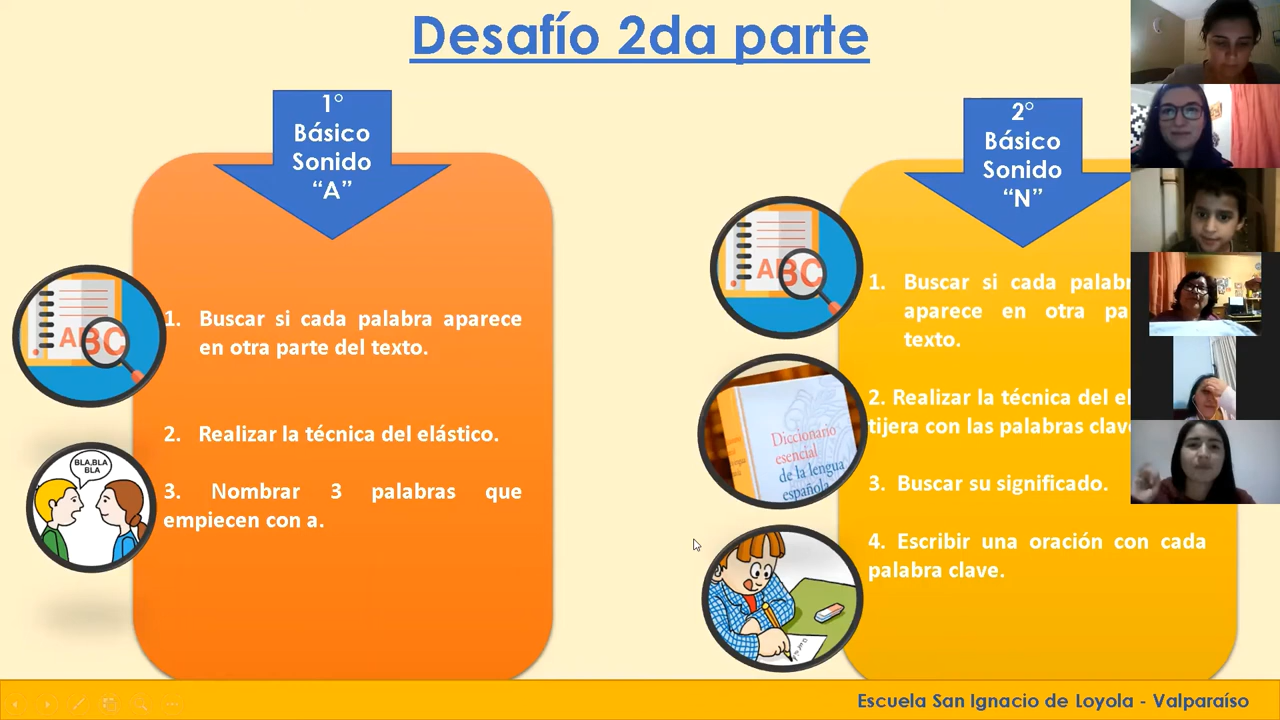 Desafío 2da parte
1°
Básico
Sonido
“A”
1. Buscar si cada palabra aparece
en otra parte del texto.
2. Realizar la técnica del elástico.
3. Nombrar 3 palabras que
empiecen con a.
ABC
BLA,BLA
BLA
2°
Básico
Sonido
“N”
1. Buscar si cada
aparece en otra
texto.
2. Realizar la técnica del
tijera con las palabras
3. Buscar su significado.
4. Escribir una oración con cada
palabra clave.
ABC
Diccionario
esencial
de la lengua
española
Escuela San Ignacio de Loyola - Valparaíso